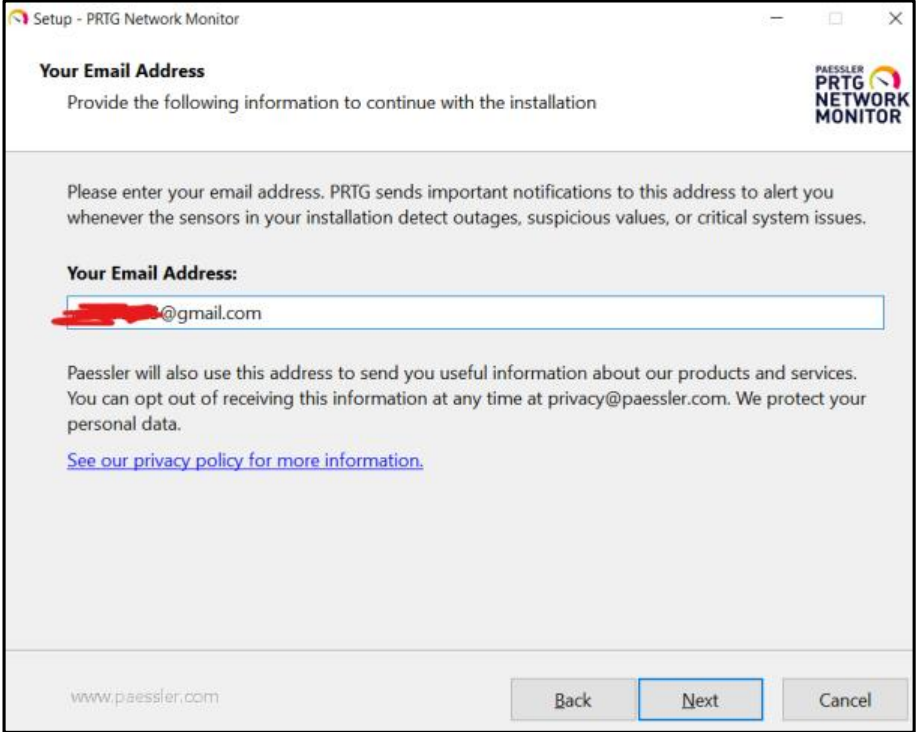 Setup - PRTG Network Monitor
Your Email Address
Provide the following information to continue with the installation
PAESSLER
PRTG
NETWORK
MONITOR
Please enter your email address. PRTG sends important notifications to this address to alert you
whenever the sensors in your installation detect outages, suspicious values, or critical system issues.
Your Email Address:
@gmail.com
Paessler will also use this address to send you useful information about our products and services.
You can opt out of receiving this information at any time at privacy@paessler.com. We protect your
personal data.
See our privacy policy for more information.
www.paessler.com
Back
Next
Cancel